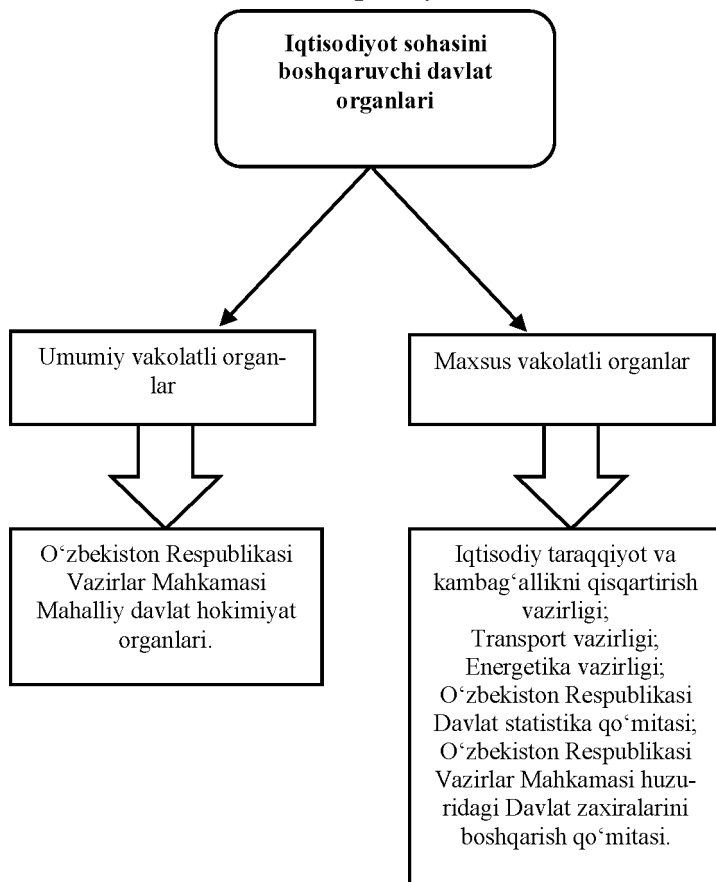 Iqtisodiyot sohasini
boshqaruvchi davlat
organlari
Umumiy vakolatli organ-
lar
Maxsus vakolatli organlar
O‘zbekiston Respublikasi
Vazirlar Mahkamasi
Mahalliy davlat hokimiyat
organlari.
Iqtisodiy taraqqiyot va
kambag‘allikni qisqartirish
vazirligi;
Transport vazirligi;
Energetika vazirligi;
O‘zbekiston Respublikasi
Davlat statistika qo‘mitasi;
O‘zbekiston Respublikasi
Vazirlar Mahkamasi huzu-
ridagi Davlat zaxiralarini
boshqarish qo‘mitasi.